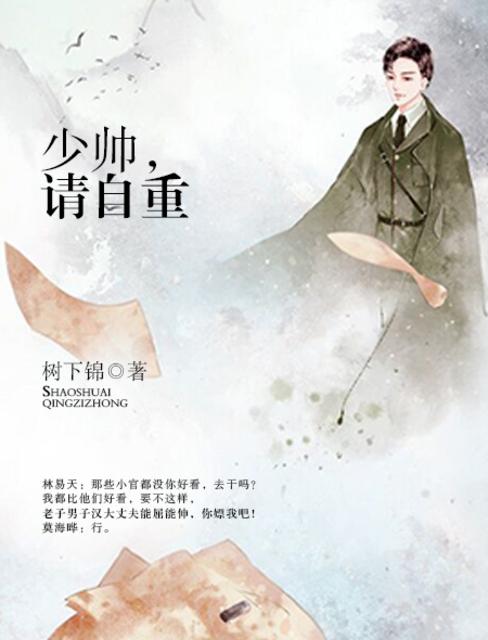 少帅，
请自重
树下锦◎著
SHAOSHUAI
QINGZIZHONG
林易天：那些小官都没你好看，去干吗？
我都比他们好看，要不这样，
老子男子汉大丈夫能屈能伸，你嫖我吧！
莫海晔：行。